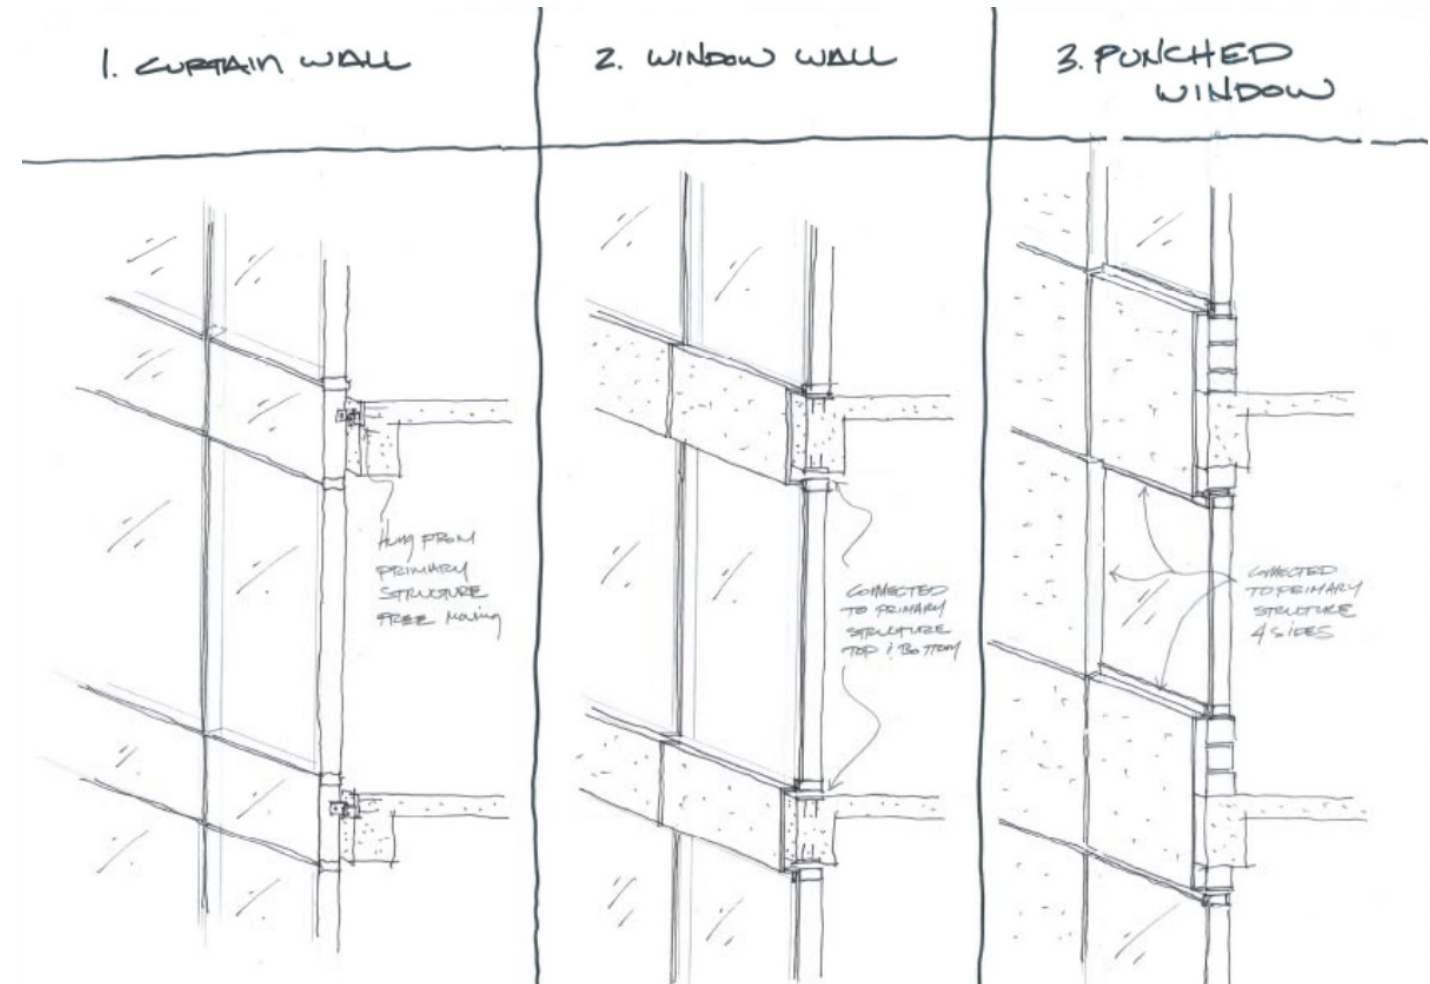 1. CURTAIN WALL
2. WINDOW WALL
3. PUNCHED
WINDOW
Hung FROM
PRIMARY
STRUCTURE
FREE Moving
CONNECTED
TO PRIMARY
STRUCTURE
TOP & BOTTOM
CONNECTED
TO PRIMARY
STRUCTURE
4 SIDES